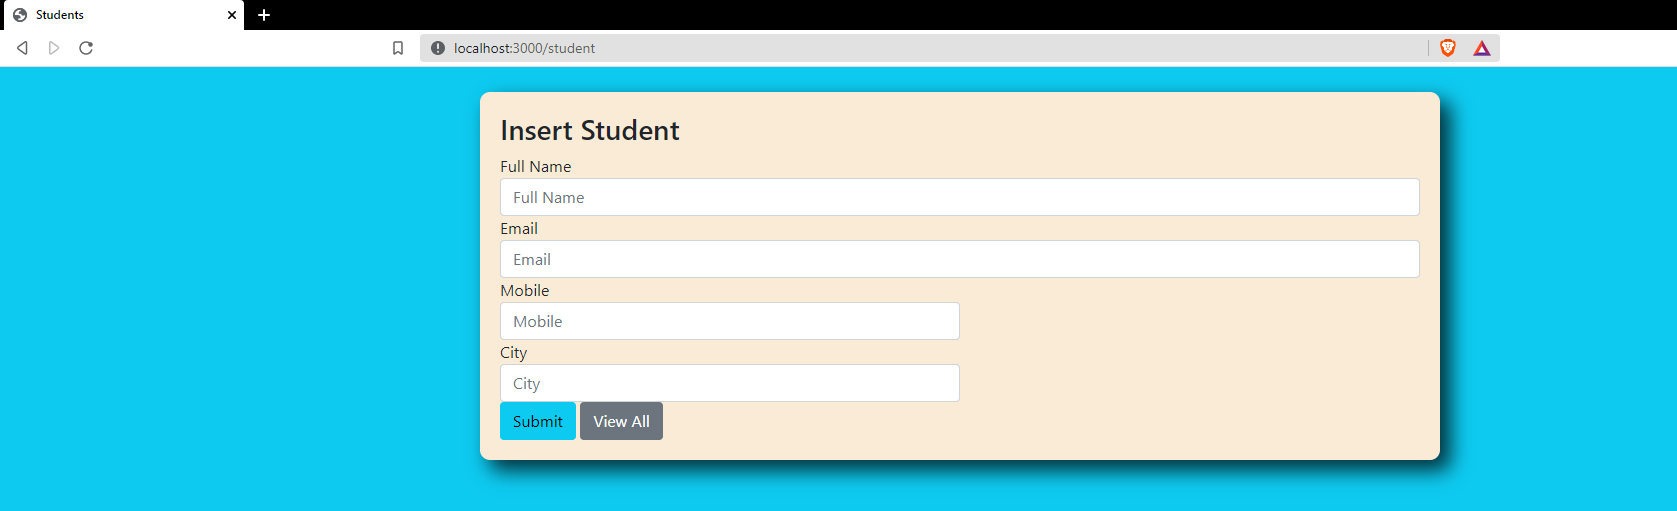 Students
localhost:3000/student
Insert Student
Full Name
Full Name
Email
Email
Mobile
Mobile
City
City
Submit View All